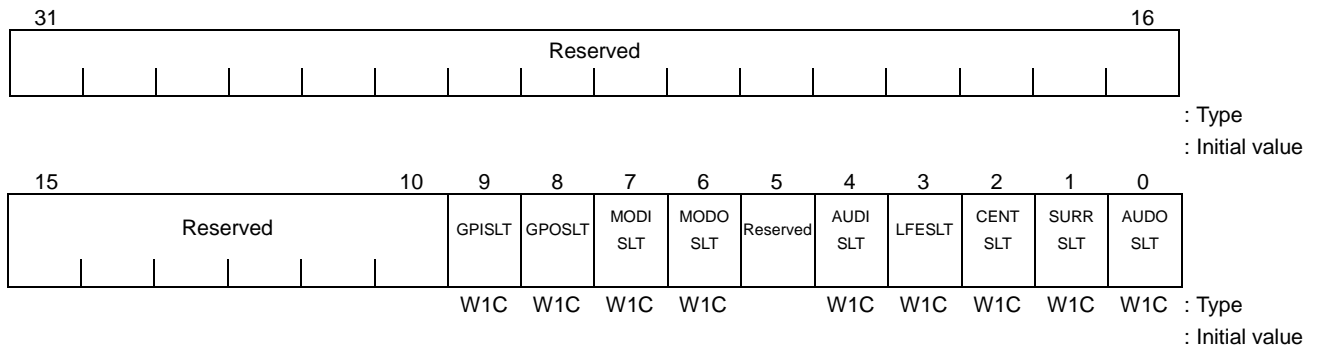 31 16
Reserved
: Type
: Initial value
15 10 9 8 7 6 5 4 3 2 1 0
Reserved GPISLT GPOSLT MODI SLT MODO SLT Reserved AUDI SLT LFESLT CENT SLT SURR SLT AUDO SLT
W1C W1C W1C W1C W1C W1C W1C W1C W1C : Type
: Initial value